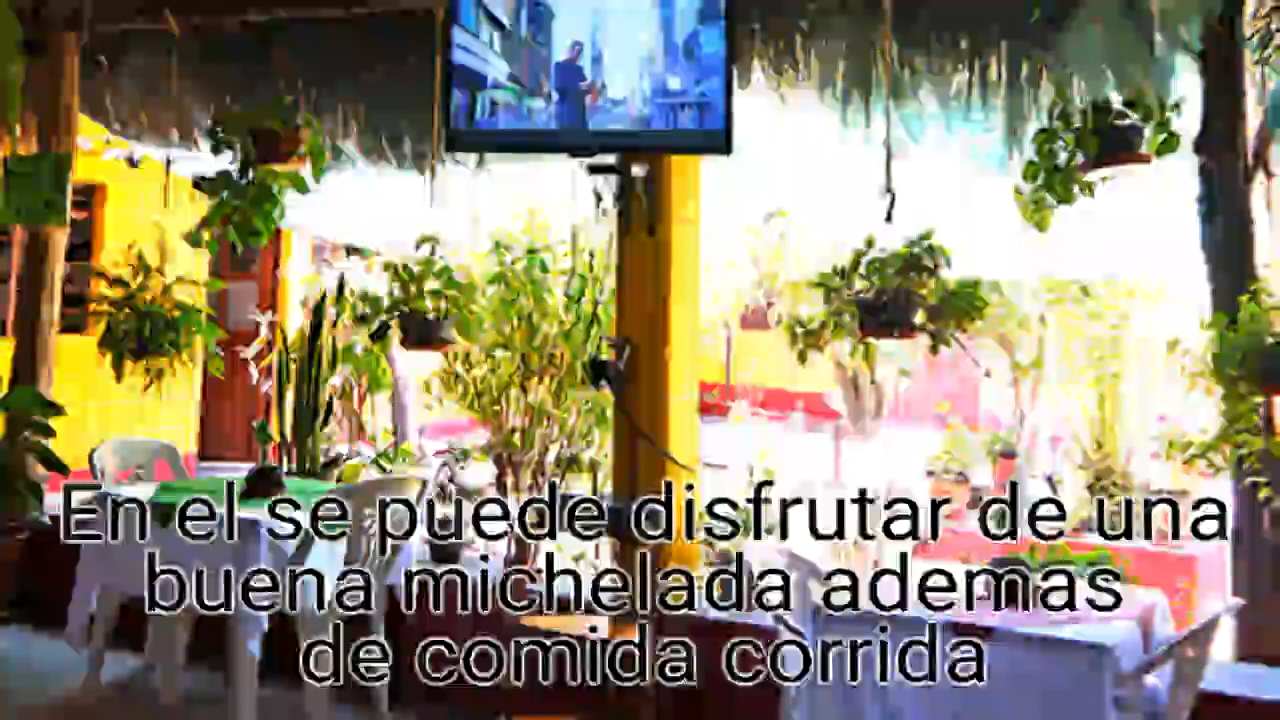 En el se puede disfrutar de una
buena michelada ademas
de comida corrida